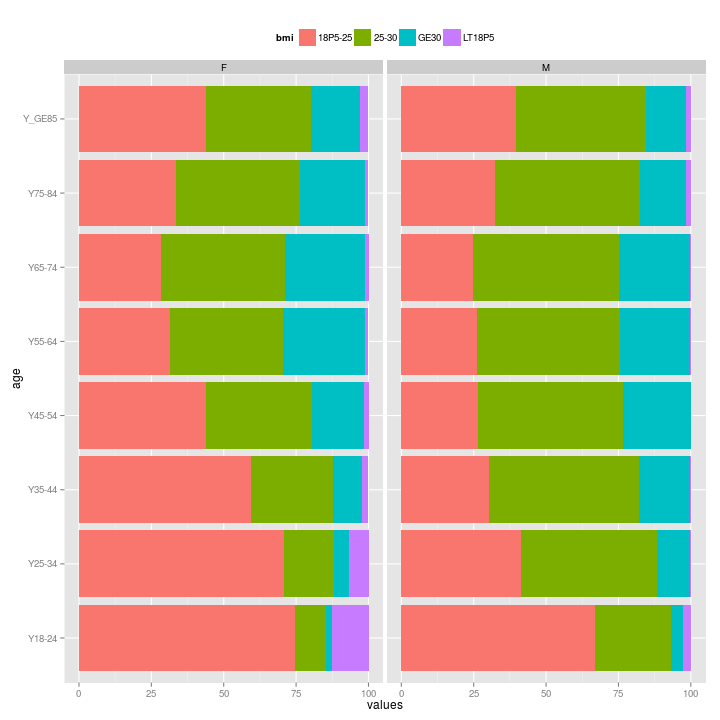 bmi 18P5-25 25-30 GE30 LT18P5
F M
Y_GE85
Y75-84
Y65-74
Y55-64
Y45-54
Y35-44
Y25-34
Y18-24
age
0 25 50 75 100 0 25 50 75 100
values